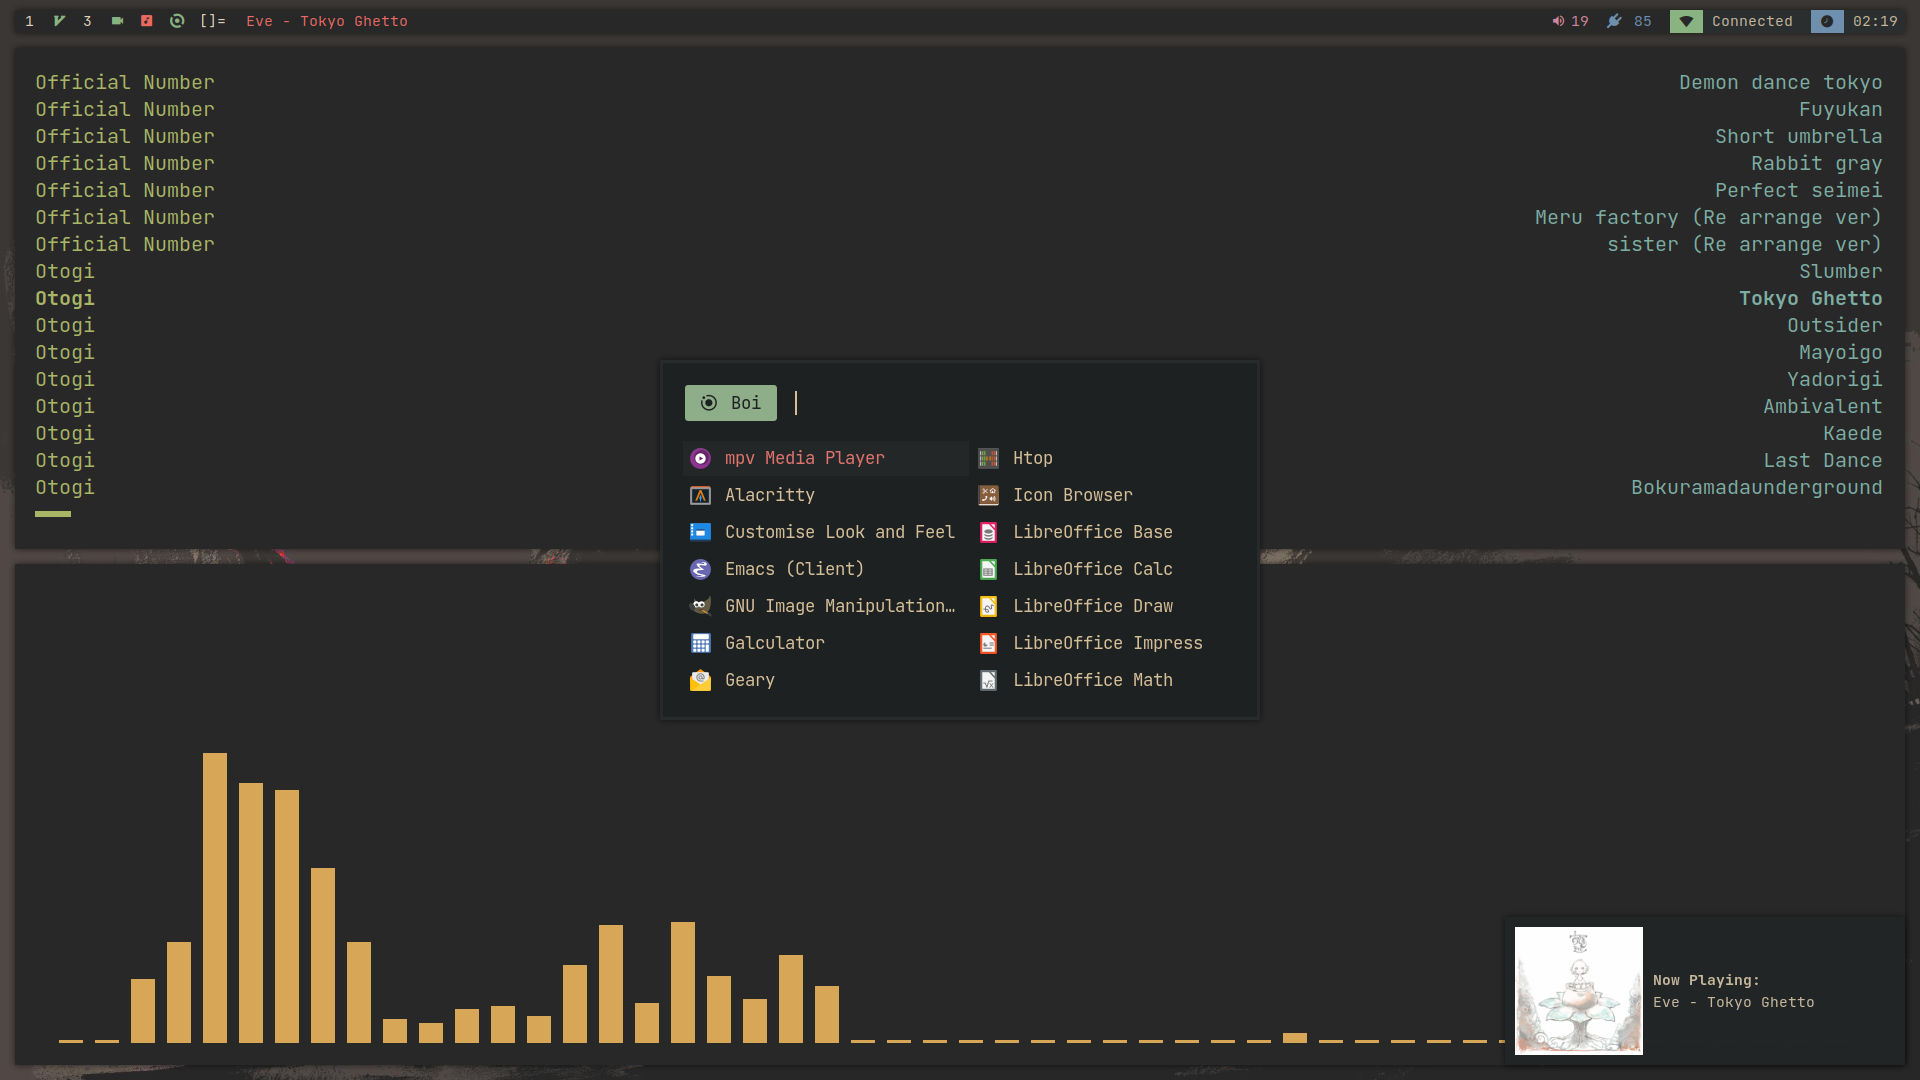 1 3 []= Eve - Tokyo Ghetto 19 85 Connected 02:19
Official Number Demon dance tokyo
Official Number Fuyukan
Official Number Short umbrella
Official Number Rabbit gray
Official Number Perfect seimei
Official Number Meru factory (Re arrange ver)
Official Number sister (Re arrange ver)
Otogi Slumber
Otogi Tokyo Ghetto
Otogi Outsider
Otogi Mayoigo
Otogi Yadorigi
Otogi Ambivalent
Otogi Kaede
Otogi Last Dance
Otogi Bokuramadaunderground
Boi
mpv Media Player
Alacritty
Customise Look and Feel
Emacs (Client)
GNU Image Manipulation…
Galculator
Geary
Htop
Icon Browser
LibreOffice Base
LibreOffice Calc
LibreOffice Draw
LibreOffice Impress
LibreOffice Math
Now Playing:
Eve - Tokyo Ghetto